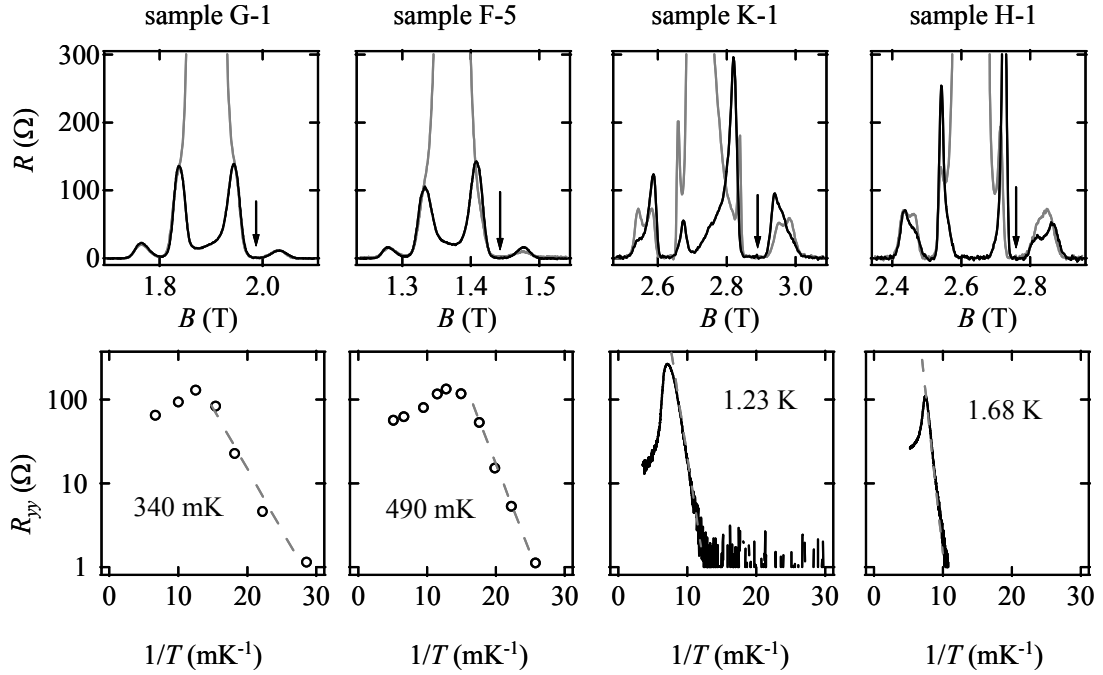 sample G-1 sample F-5 sample K-1 sample H-1
300
200
100
0
R (Ω)
1.8 2.0 1.3 1.4 1.5 2.6 2.8 3.0 2.4 2.6 2.8
B (T) B (T) B (T) B (T)
100
10
1
R_yy (Ω)
340 mK 490 mK 1.23 K 1.68 K
0 10 20 30 0 10 20 30 0 10 20 30 0 10 20 30
1/T (mK⁻¹) 1/T (mK⁻¹) 1/T (mK⁻¹) 1/T (mK⁻¹)